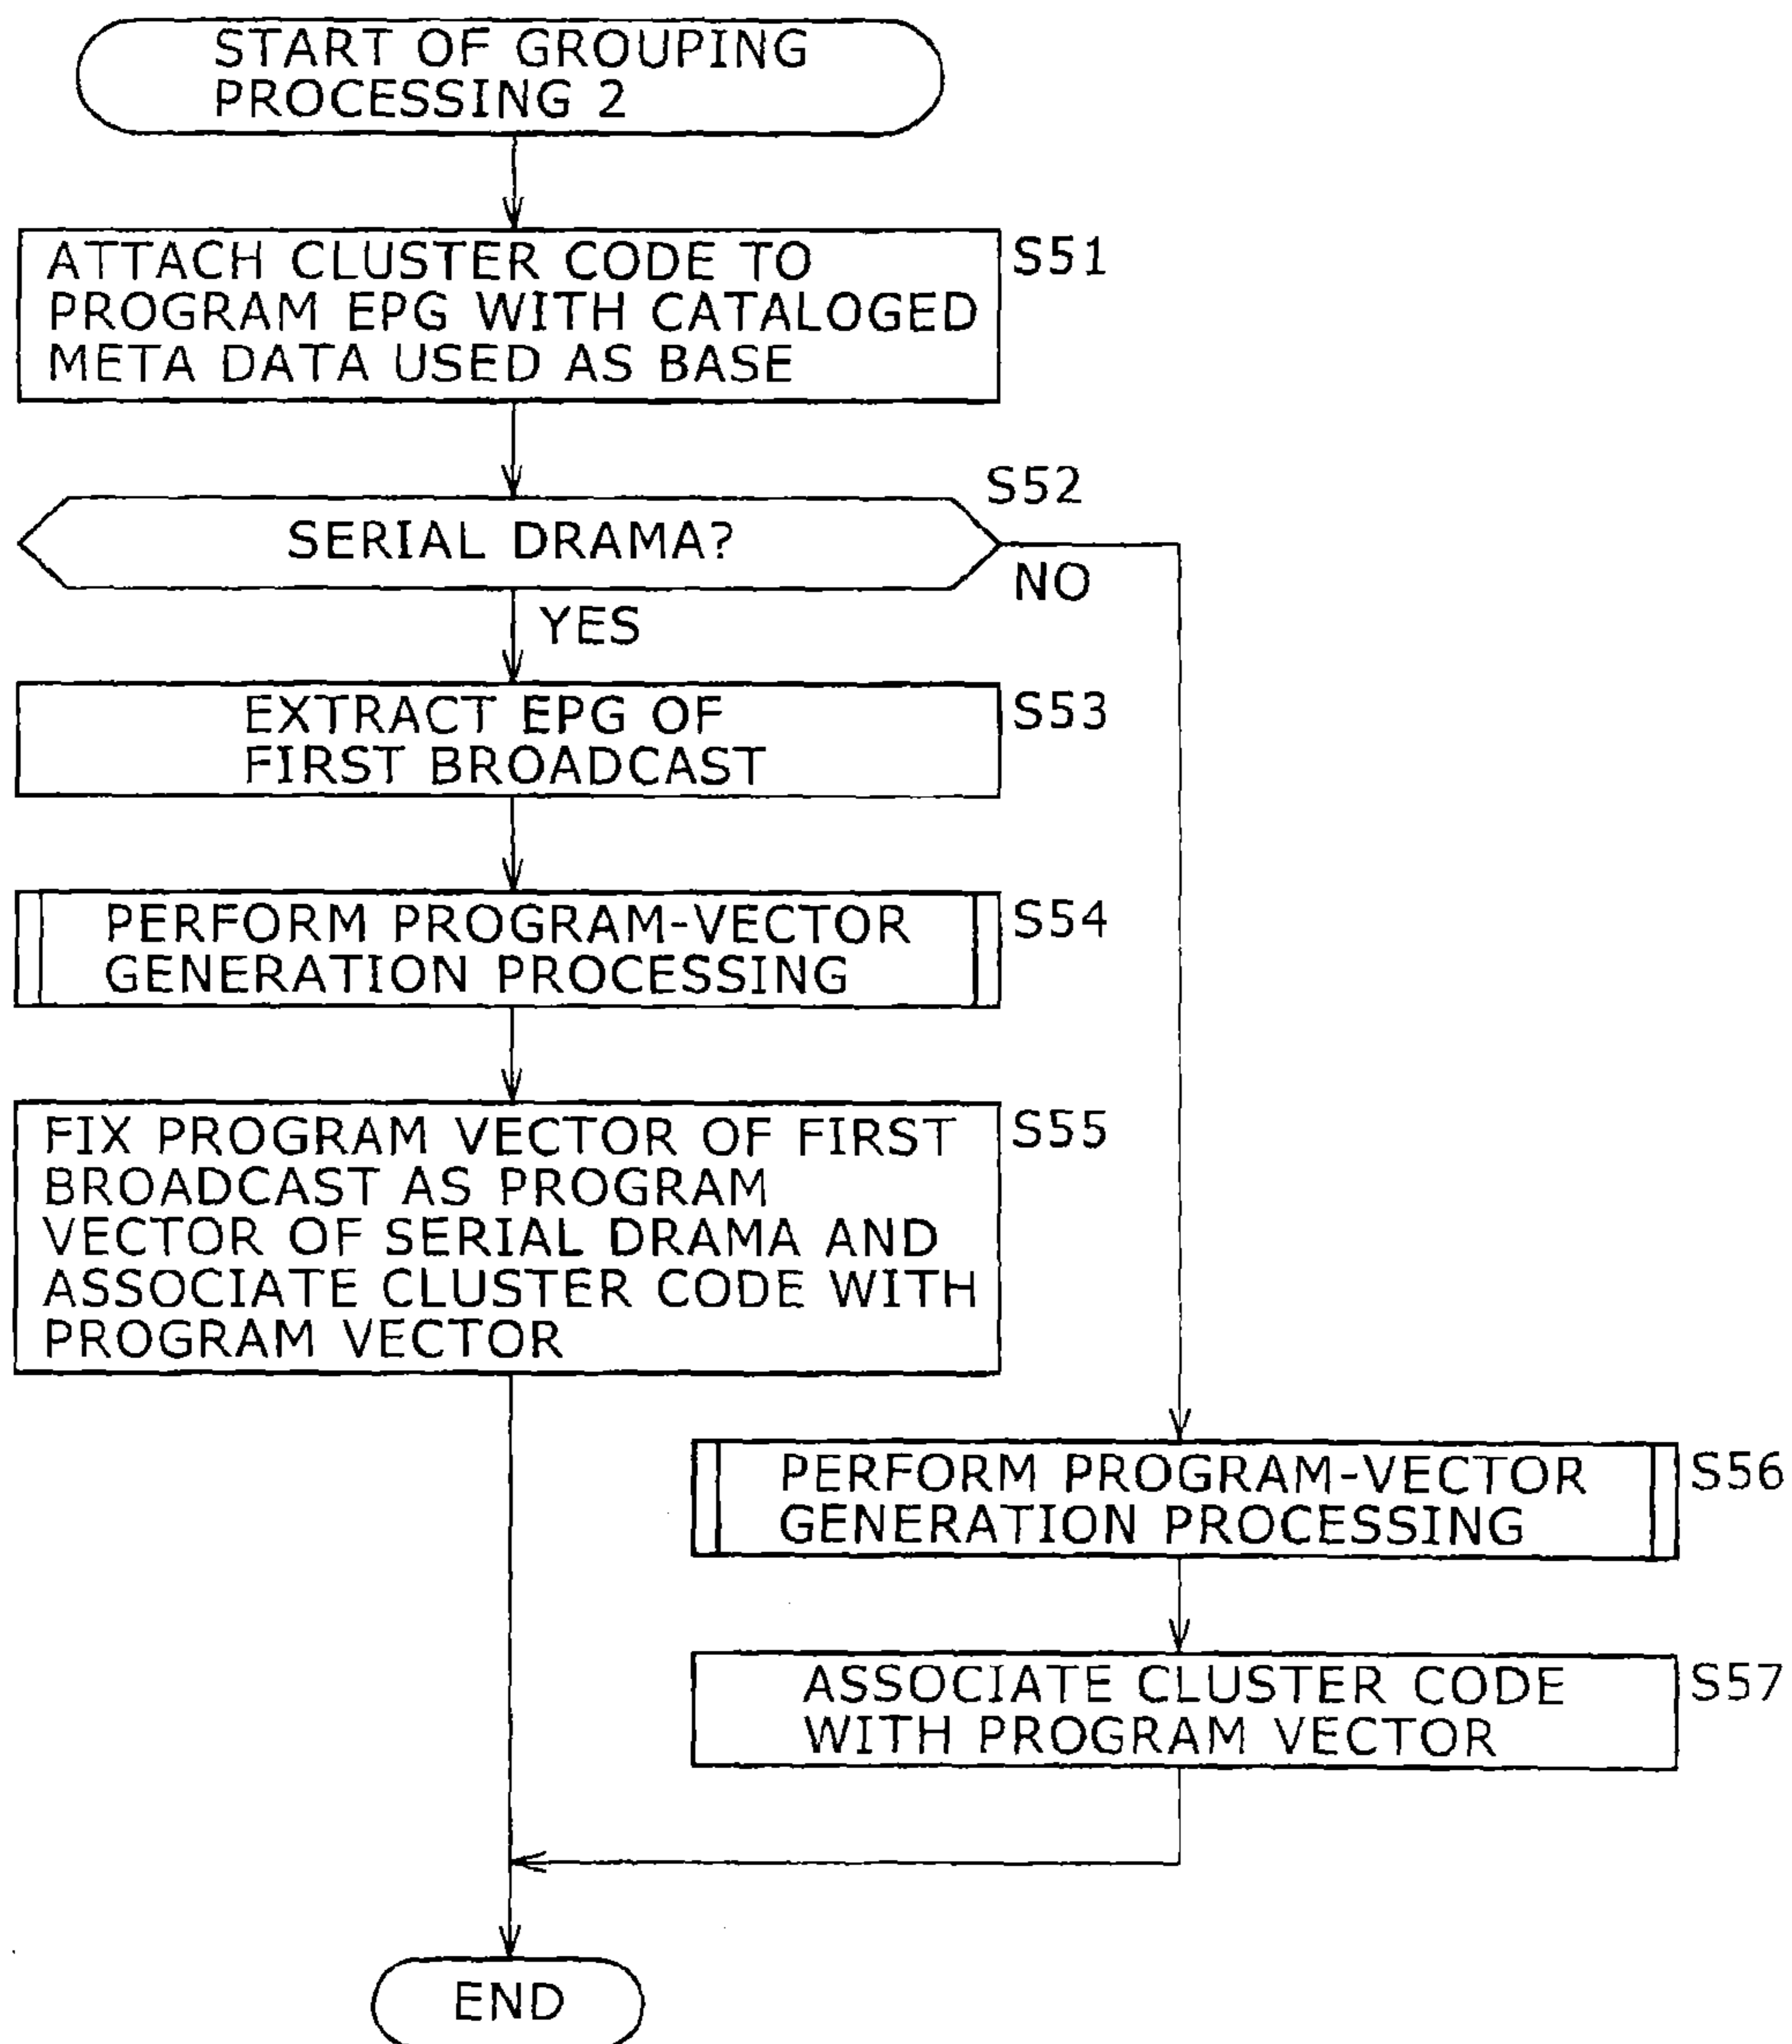 START OF GROUPING
PROCESSING 2
ATTACH CLUSTER CODE TO
PROGRAM EPG WITH CATALOGED
META DATA USED AS BASE
S51
S52
SERIAL DRAMA?
NO
YES
EXTRACT EPG OF
FIRST BROADCAST
S53
PERFORM PROGRAM-VECTOR
GENERATION PROCESSING
S54
FIX PROGRAM VECTOR OF FIRST
BROADCAST AS PROGRAM
VECTOR OF SERIAL DRAMA AND
ASSOCIATE CLUSTER CODE WITH
PROGRAM VECTOR
S55
PERFORM PROGRAM-VECTOR
GENERATION PROCESSING
S56
ASSOCIATE CLUSTER CODE
WITH PROGRAM VECTOR
S57
END